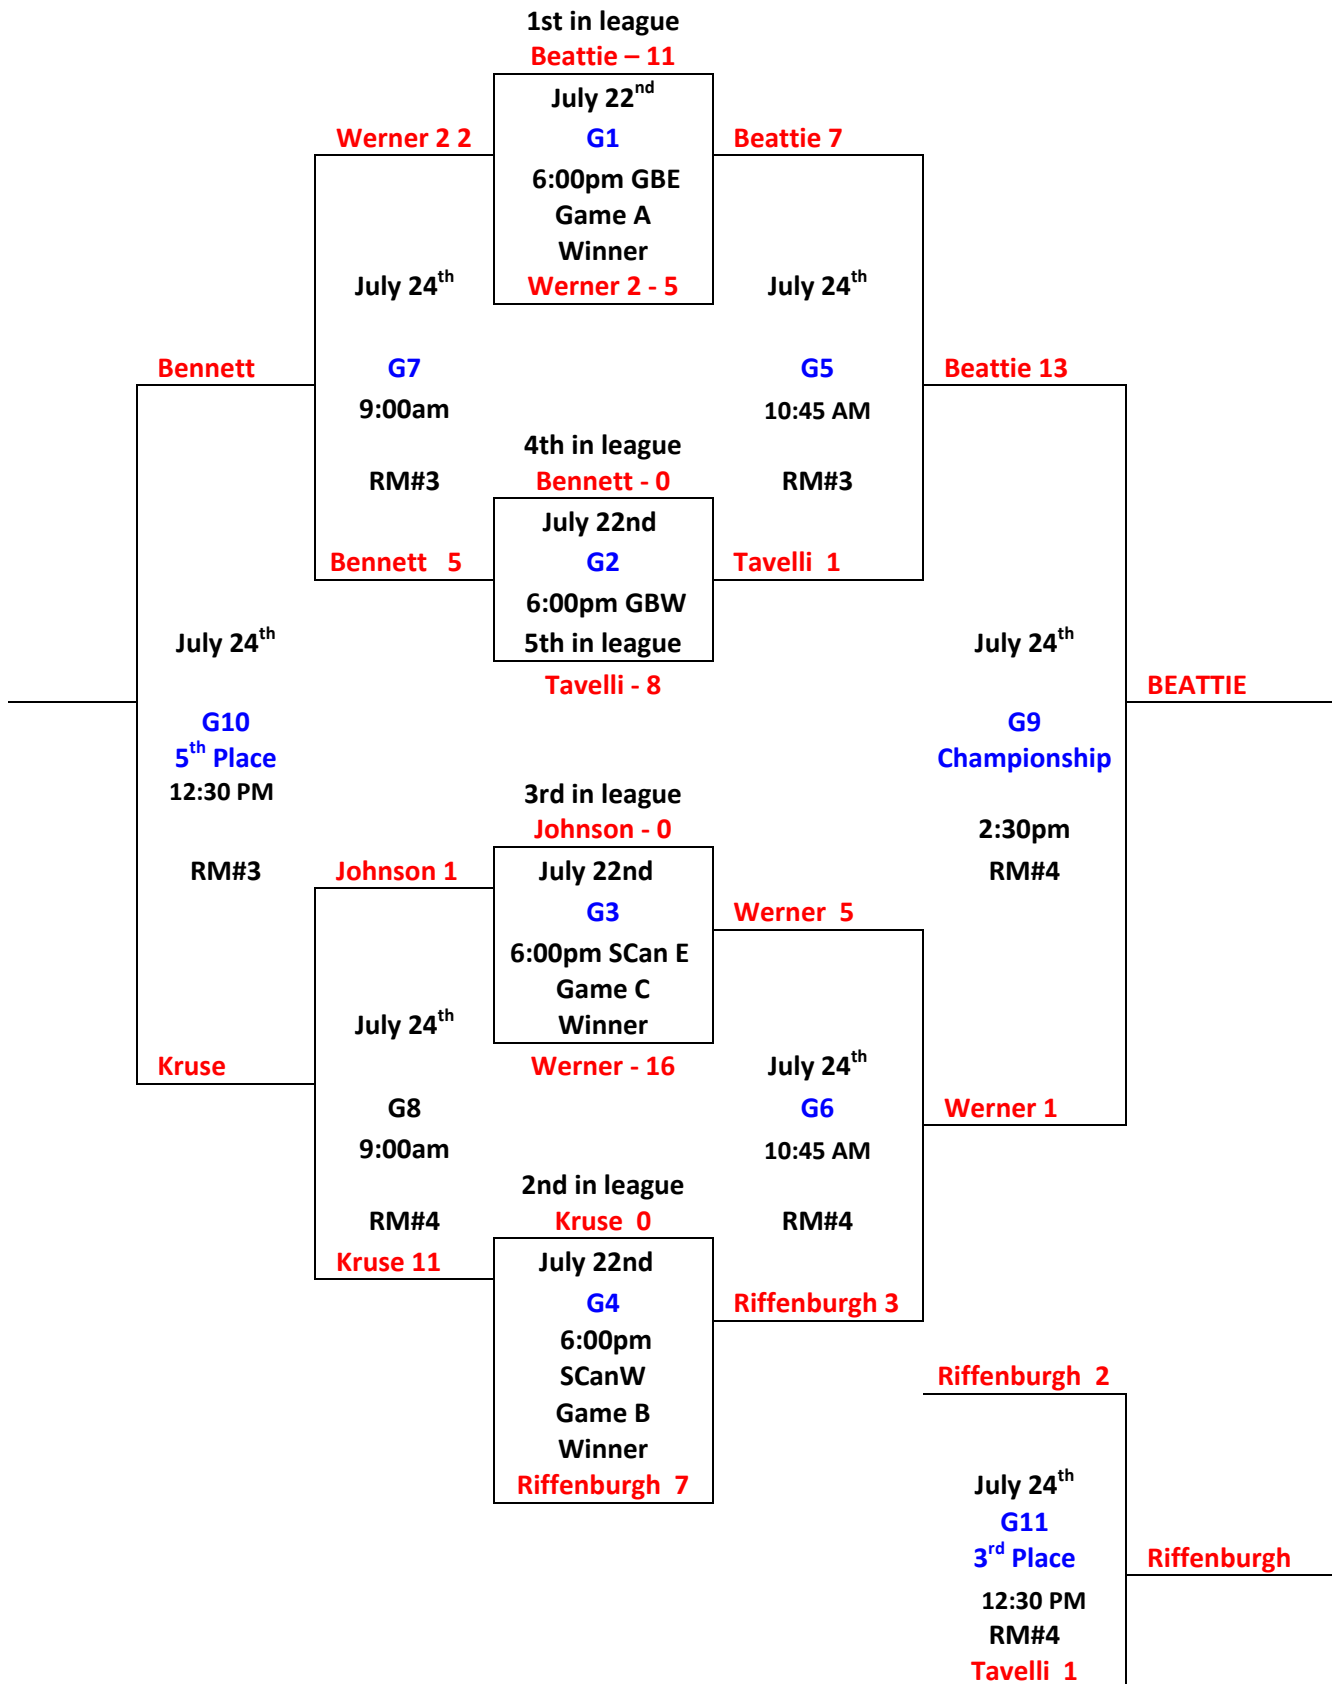 1st in league
Beattie – 11
July 22nd
Werner 2 2 G1 Beattie 7
6:00pm GBE
Game A
Winner
July 24th Werner 2 - 5 July 24th
Bennett G7 G5 Beattie 13
9:00am 10:45 AM
4th in league
RM#3 Bennett - 0 RM#3
July 22nd
Bennett 5 G2 Tavelli 1
6:00pm GBW
July 24th 5th in league July 24th
Tavelli - 8 BEATTIE
G10 G9
5th Place Championship
12:30 PM 3rd in league
Johnson - 0 2:30pm
RM#3 Johnson 1 July 22nd RM#4
G3 Werner 5
6:00pm SCan E
Game C
July 24th Winner
Kruse Werner - 16 July 24th
G8 G6 Werner 1
9:00am 10:45 AM
2nd in league
RM#4 Kruse 0 RM#4
Kruse 11 July 22nd
G4 Riffenburgh 3
6:00pm
SCanW Riffenburgh 2
Game B
Winner
Riffenburgh 7 July 24th
G11
3rd Place Riffenburgh
12:30 PM
RM#4
Tavelli 1